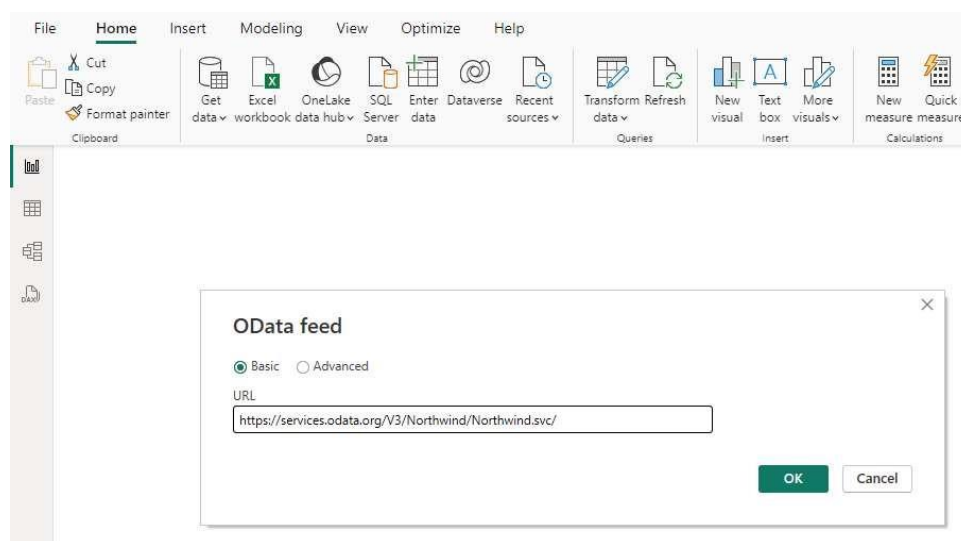 File Home Insert Modeling View Optimize Help
Paste
Cut
Copy
Format painter
Clipboard
Get data
Excel workbook
OneLake data hub
SQL Server
Enter data
Dataverse
Recent sources
Data
Transform data
Refresh
Queries
New visual
Text box
More visuals
Insert
New measure
Quick measure
Calculations
DAX
OData feed
Basic Advanced
URL
https://services.odata.org/V3/Northwind/Northwind.svc/
OK Cancel